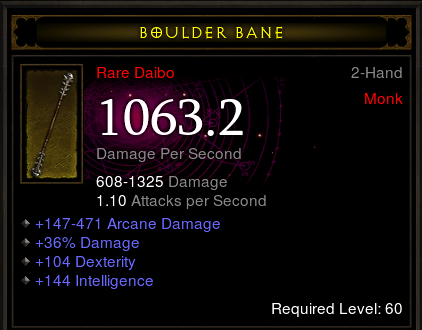 BOULDER BANE
Rare Daibo
2-Hand
Monk
1063.2
Damage Per Second
608-1325 Damage
1.10 Attacks per Second
+147-471 Arcane Damage
+36% Damage
+104 Dexterity
+144 Intelligence
Required Level: 60